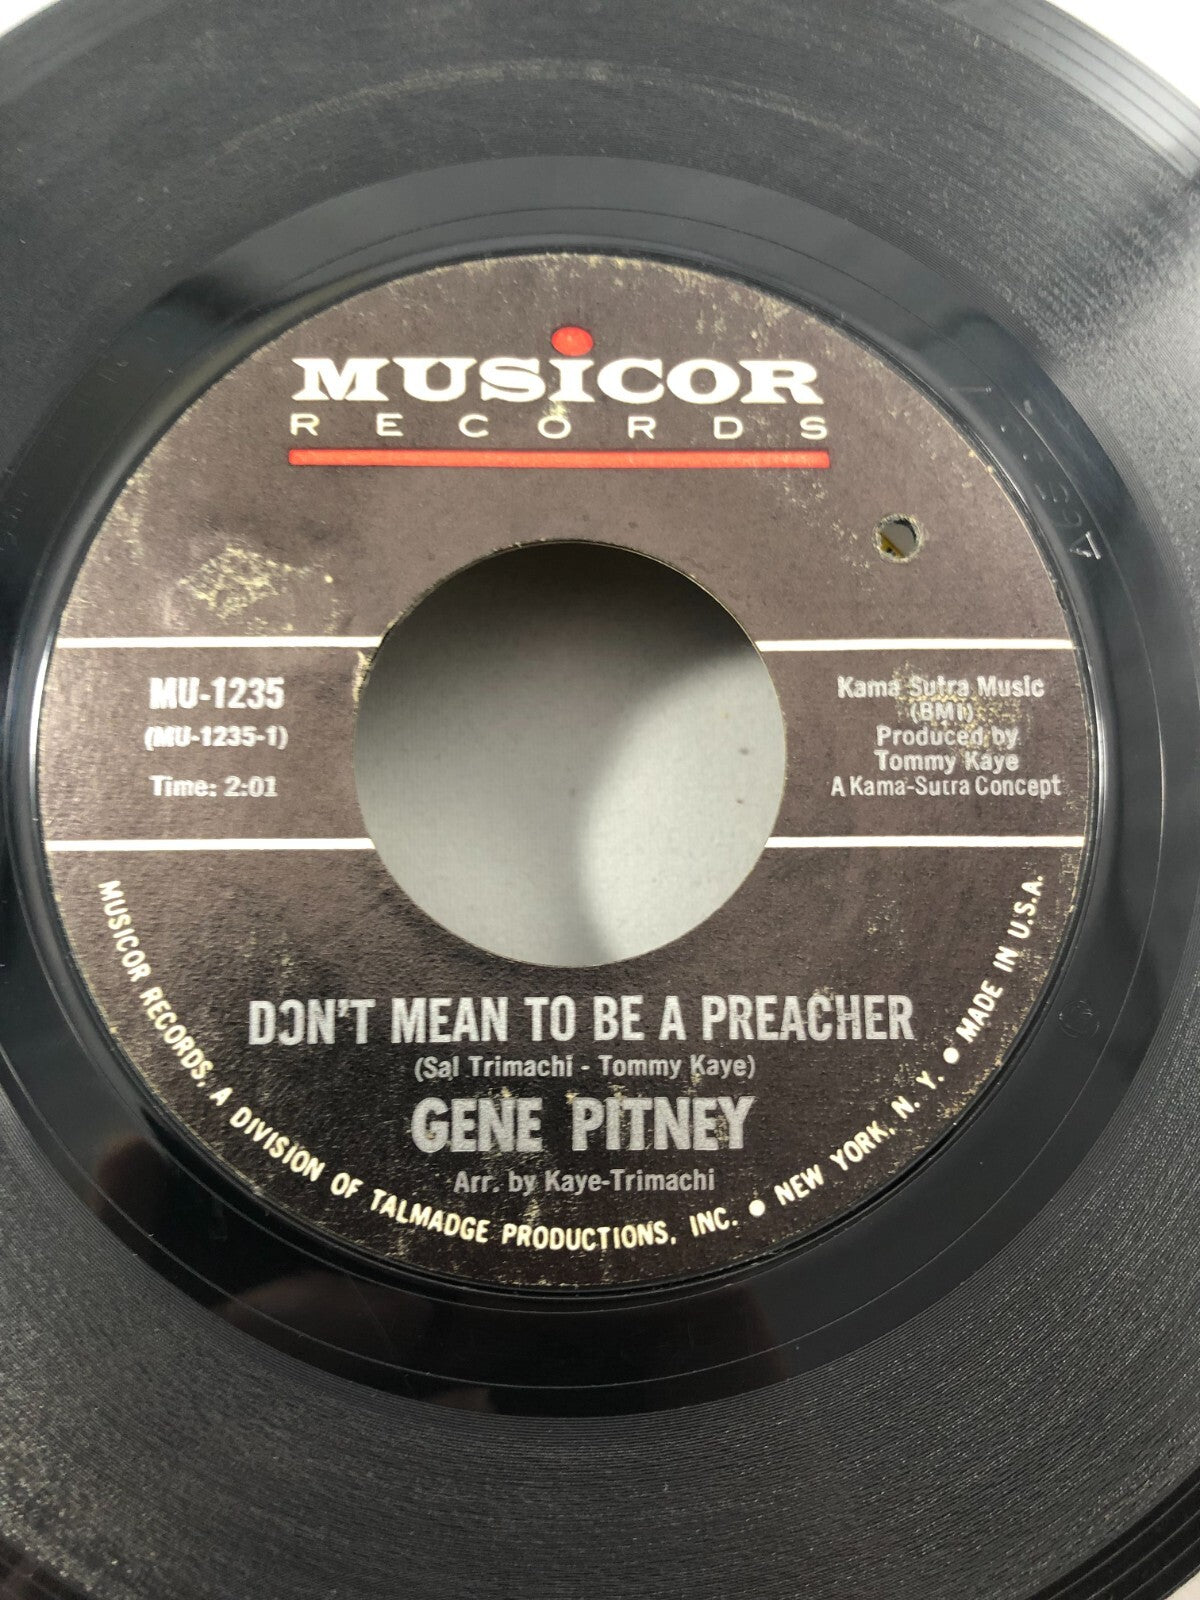 MUSiCOR
RECORDS
MU-1235
(MU-1235-1)
Time: 2:01
Kama Sutra Music
(BMI)
Produced by
Tommy Kaye
A Kama-Sutra Concept
DON'T MEAN TO BE A PREACHER
(Sal Trimachi - Tommy Kaye)
GENE PITNEY
Arr. by Kaye-Trimachi
MUSICOR RECORDS, A DIVISION OF TALMADGE PRODUCTIONS, INC. ● NEW YORK, N. Y. ● MADE IN U.S.A.